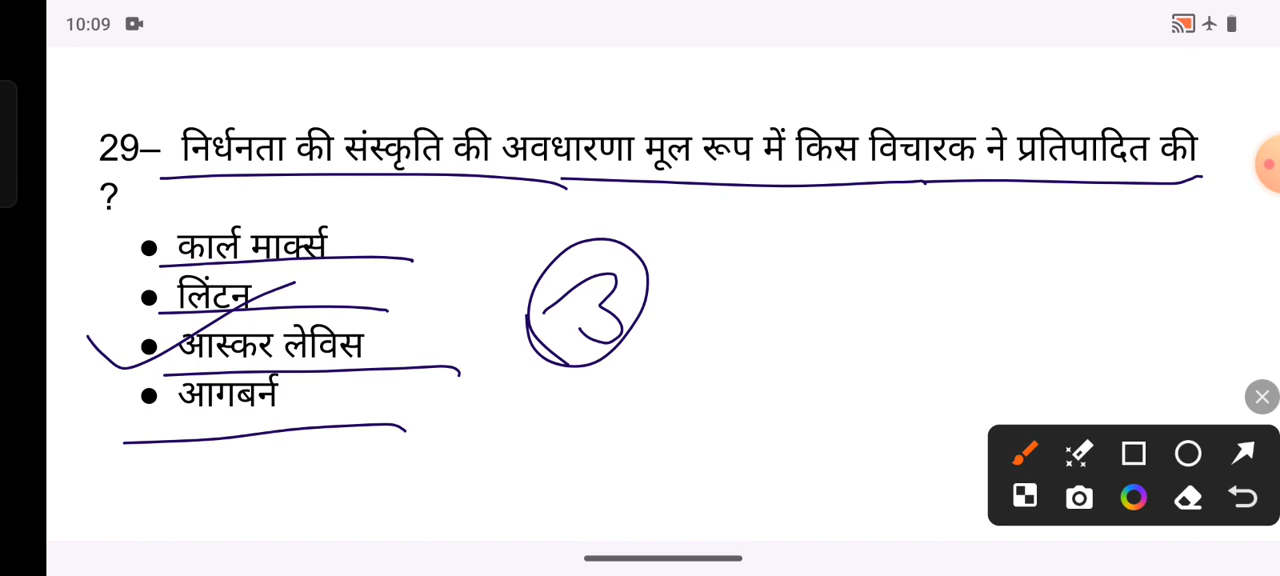 10:09
29– निर्धनता की संस्कृति की अवधारणा मूल रूप में किस विचारक ने प्रतिपादित की
?
● कार्ल मार्क्स
● लिंटन
3
● आस्कर लेविस
● आगबर्न